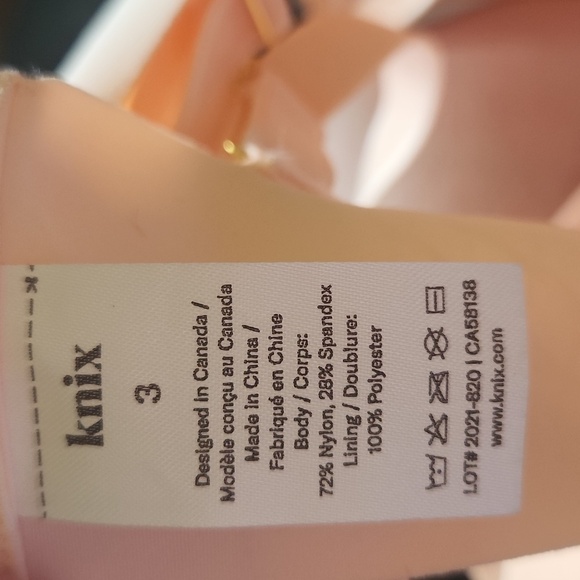 knix
3
Designed in Canada /
Modèle conçu au Canada
Made in China /
Fabriqué en Chine
Body / Corps:
72% Nylon, 28% Spandex
Lining / Doublure:
100% Polyester
LOT# 2021-820 | CA58138
www.knix.com